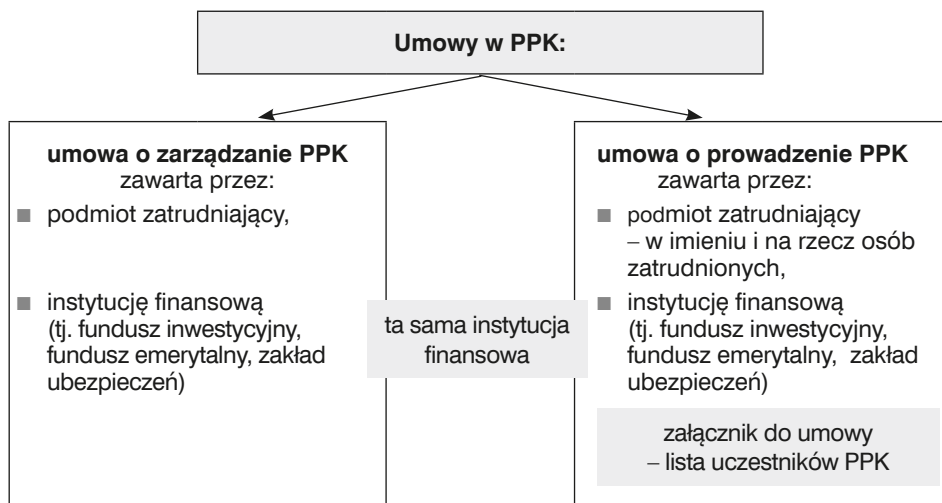 Umowy w PPK:
umowa o zarządzanie PPK
zawarta przez:
■ podmiot zatrudniający,
■ instytucję finansową
(tj. fundusz inwestycyjny,
fundusz emerytalny, zakład
ubezpieczeń)
ta sama instytucja
finansowa
umowa o prowadzenie PPK
zawarta przez:
■ podmiot zatrudniający
– w imieniu i na rzecz osób
zatrudnionych,
■ instytucję finansową
(tj. fundusz inwestycyjny,
fundusz emerytalny, zakład
ubezpieczeń)
załącznik do umowy
– lista uczestników PPK